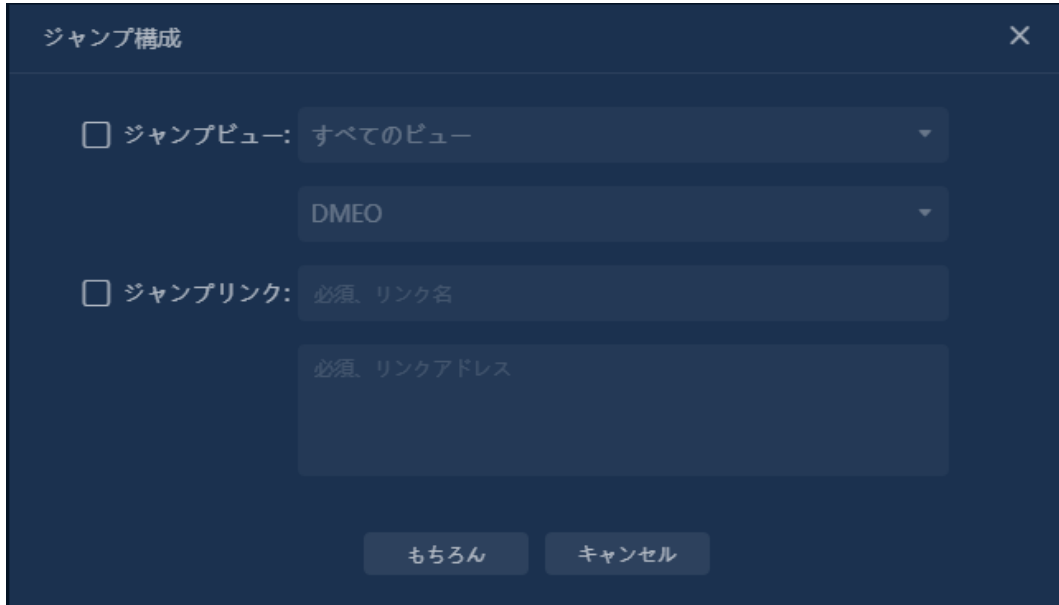 ジャンプ構成
ジャンプビュー: すべてのビュー
DMEO
ジャンプリンク: 必須、リンク名
必須、リンクアドレス
もちろん キャンセル